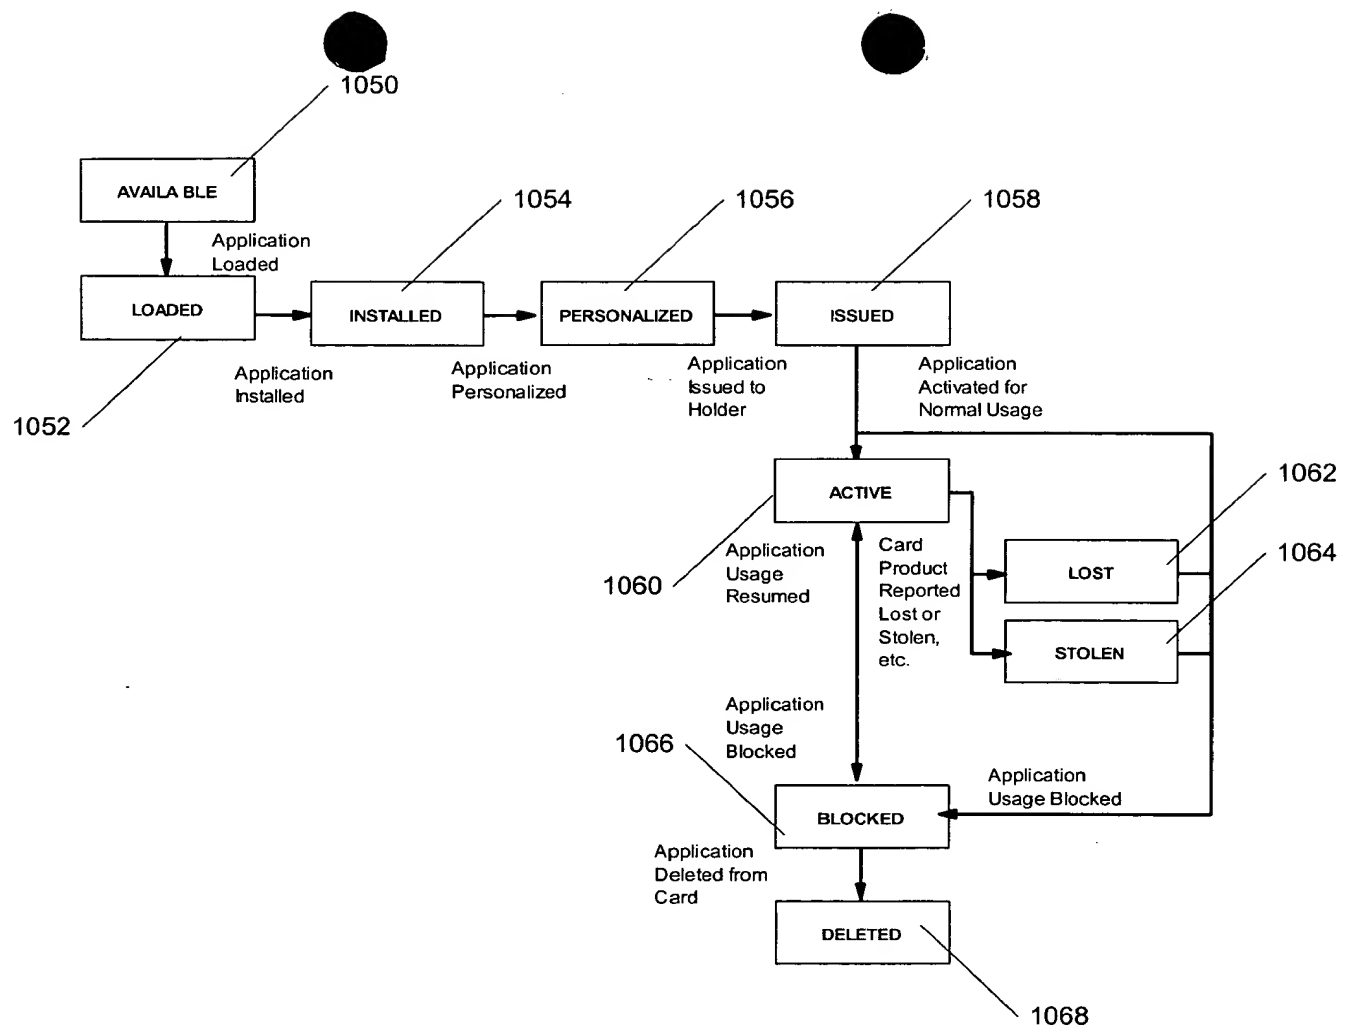 1050
AVAILABLE
1054
1056
1058
Application
Loaded
LOADED
INSTALLED
PERSONALIZED
ISSUED
Application
Installed
Application
Personalized
Application
Issued to
Holder
Application
Activated for
Normal Usage
1052
ACTIVE
1062
1060
Application
Usage
Resumed
Card
Product
Reported
Lost or
Stolen,
etc.
LOST
1064
STOLEN
Application
Usage
Blocked
1066
Application
Usage Blocked
BLOCKED
Application
Deleted from
Card
DELETED
1068